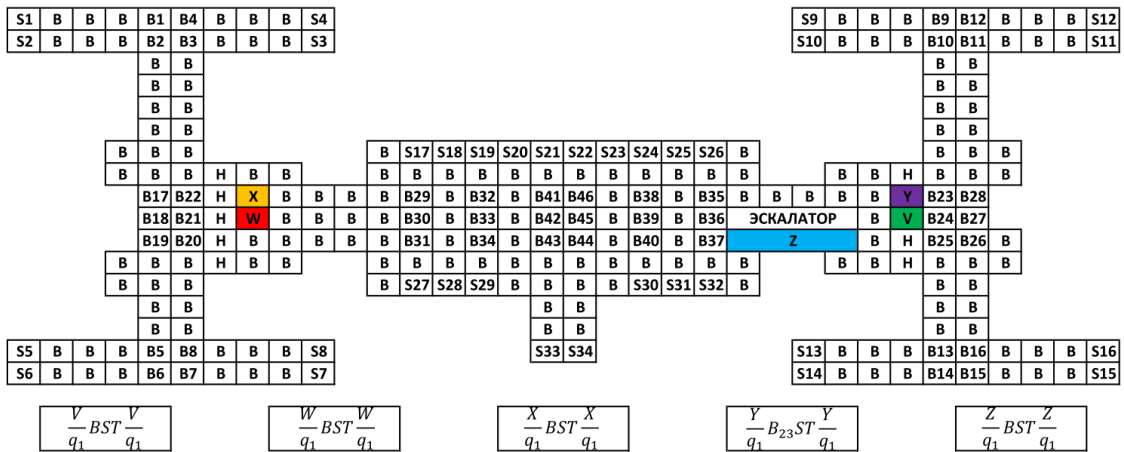 S1 B B B B1 B4 B B B S4 S9 B B B B9 B12 B B B S12
S2 B B B B2 B3 B B B S3 S10 B B B B10 B11 B B B S11
B B B B
B B B B
B B B B
B B B B
B B B B S17 S18 S19 S20 S21 S22 S23 S24 S25 S26 B B B B
B B B H B B B B B B B B B B B B B B B B H B B B
B17 B22 H X B B B B B29 B B32 B B41 B46 B B38 B B35 B B B B B Y B23 B28
B18 B21 H W B B B B B30 B B33 B B42 B45 B B39 B B36 ЭСКАЛАТОР B V B24 B27
B19 B20 H B B B B B B31 B B34 B B43 B44 B B40 B B37 Z B H B25 B26 B
B B B H B B B B B B B B B B B B B B B B H B B B
B B B B S27 S28 S29 B B B B S30 S31 S32 B B B
B B B B B B
B B B B B B
S5 B B B B5 B8 B B B S8 S33 S34 S13 B B B B13 B16 B B B S16
S6 B B B B6 B7 B B B S7 S14 B B B B14 B15 B B B S15
V/q₁ BST V/q₁ W/q₁ BST W/q₁ X/q₁ BST X/q₁ Y/q₁ B₂₃ST Y/q₁ Z/q₁ BST Z/q₁